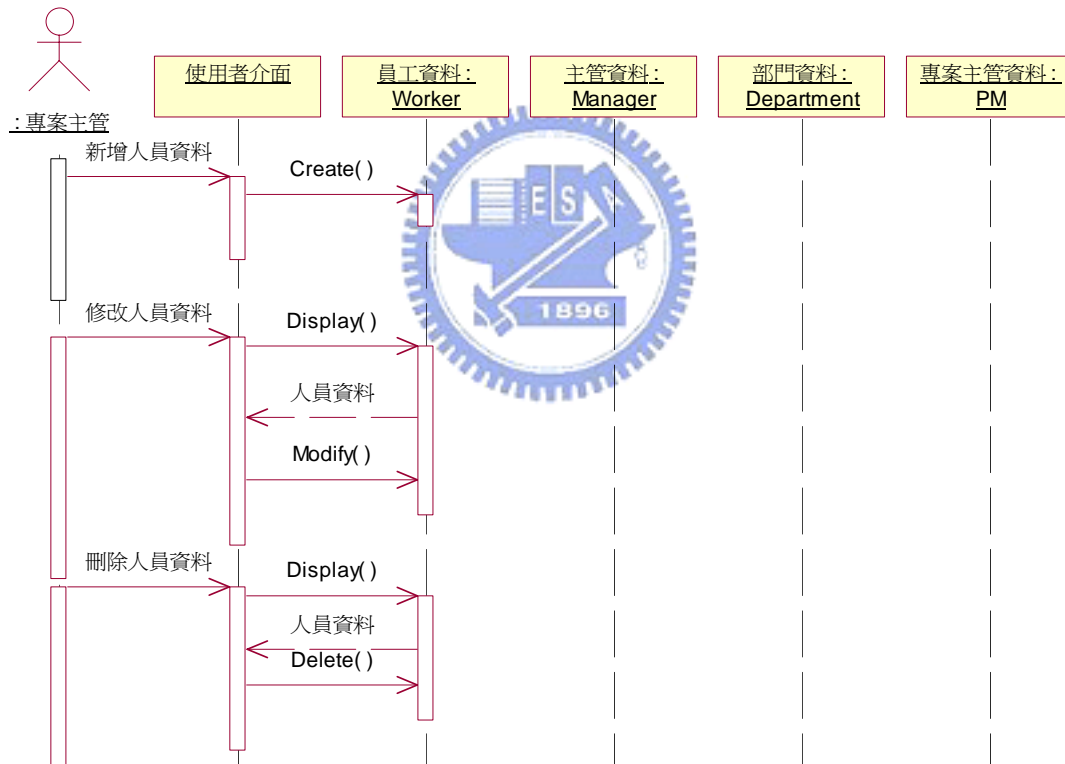 使用者介面
員工資料:
Worker
主管資料:
Manager
部門資料:
Department
專案主管資料:
PM
:專案主管
新增人員資料
Create( )
E S A
1896
修改人員資料
Display( )
人員資料
Modify( )
刪除人員資料
Display( )
人員資料
Delete( )